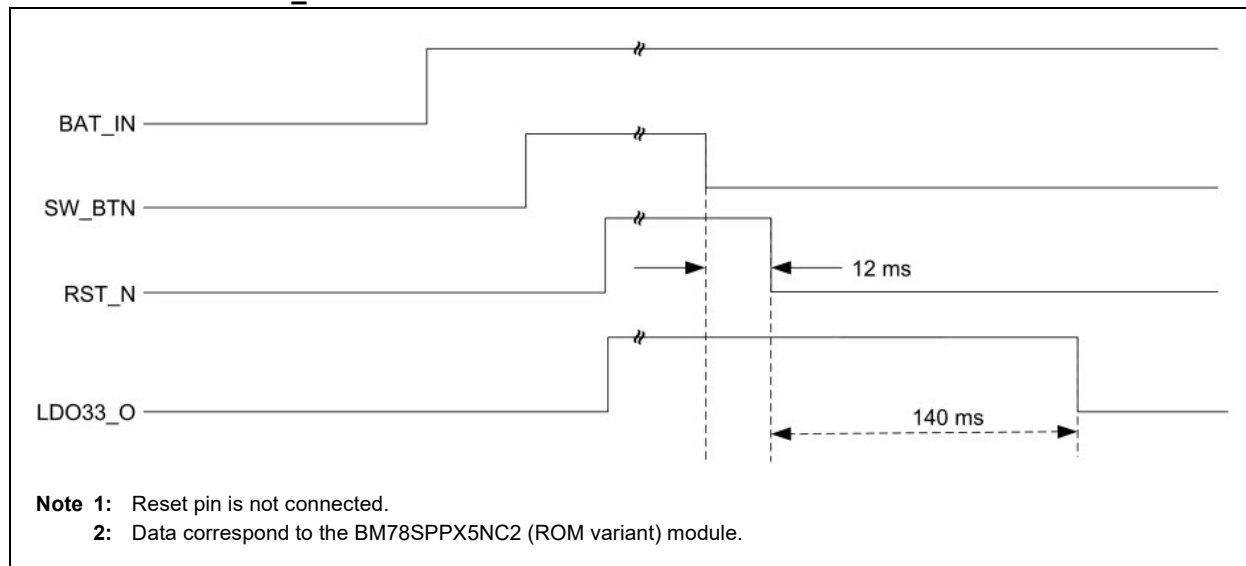 BAT_IN
SW_BTN
12 ms
RST_N
LDO33_O
140 ms
Note 1: Reset pin is not connected.
2: Data correspond to the BM78SPPX5NC2 (ROM variant) module.